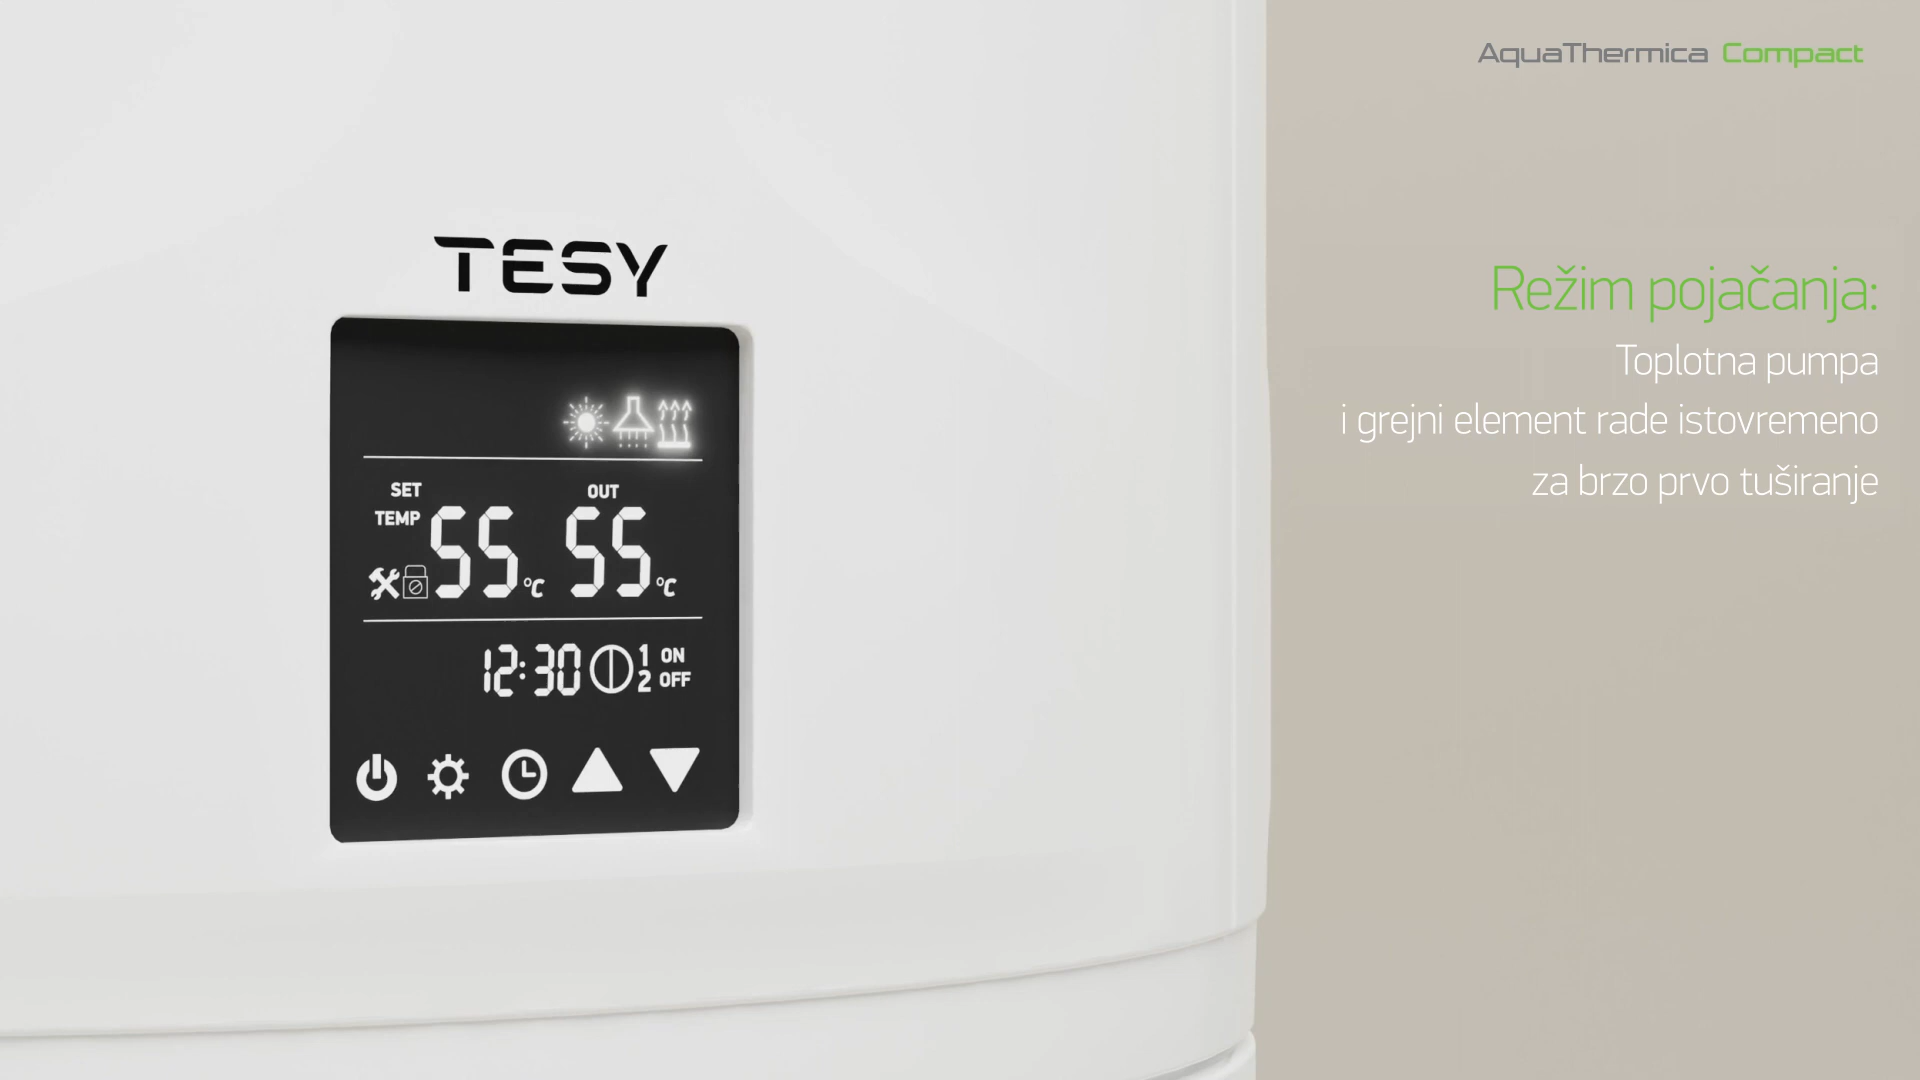 AquaThermica Compact
TESY
Režim pojačanja:
Toplotna pumpa
i grejni element rade istovremeno
za brzo prvo tuširanje
SET
TEMP
55 °C
OUT
55 °C
12:30
1 ON
2 OFF